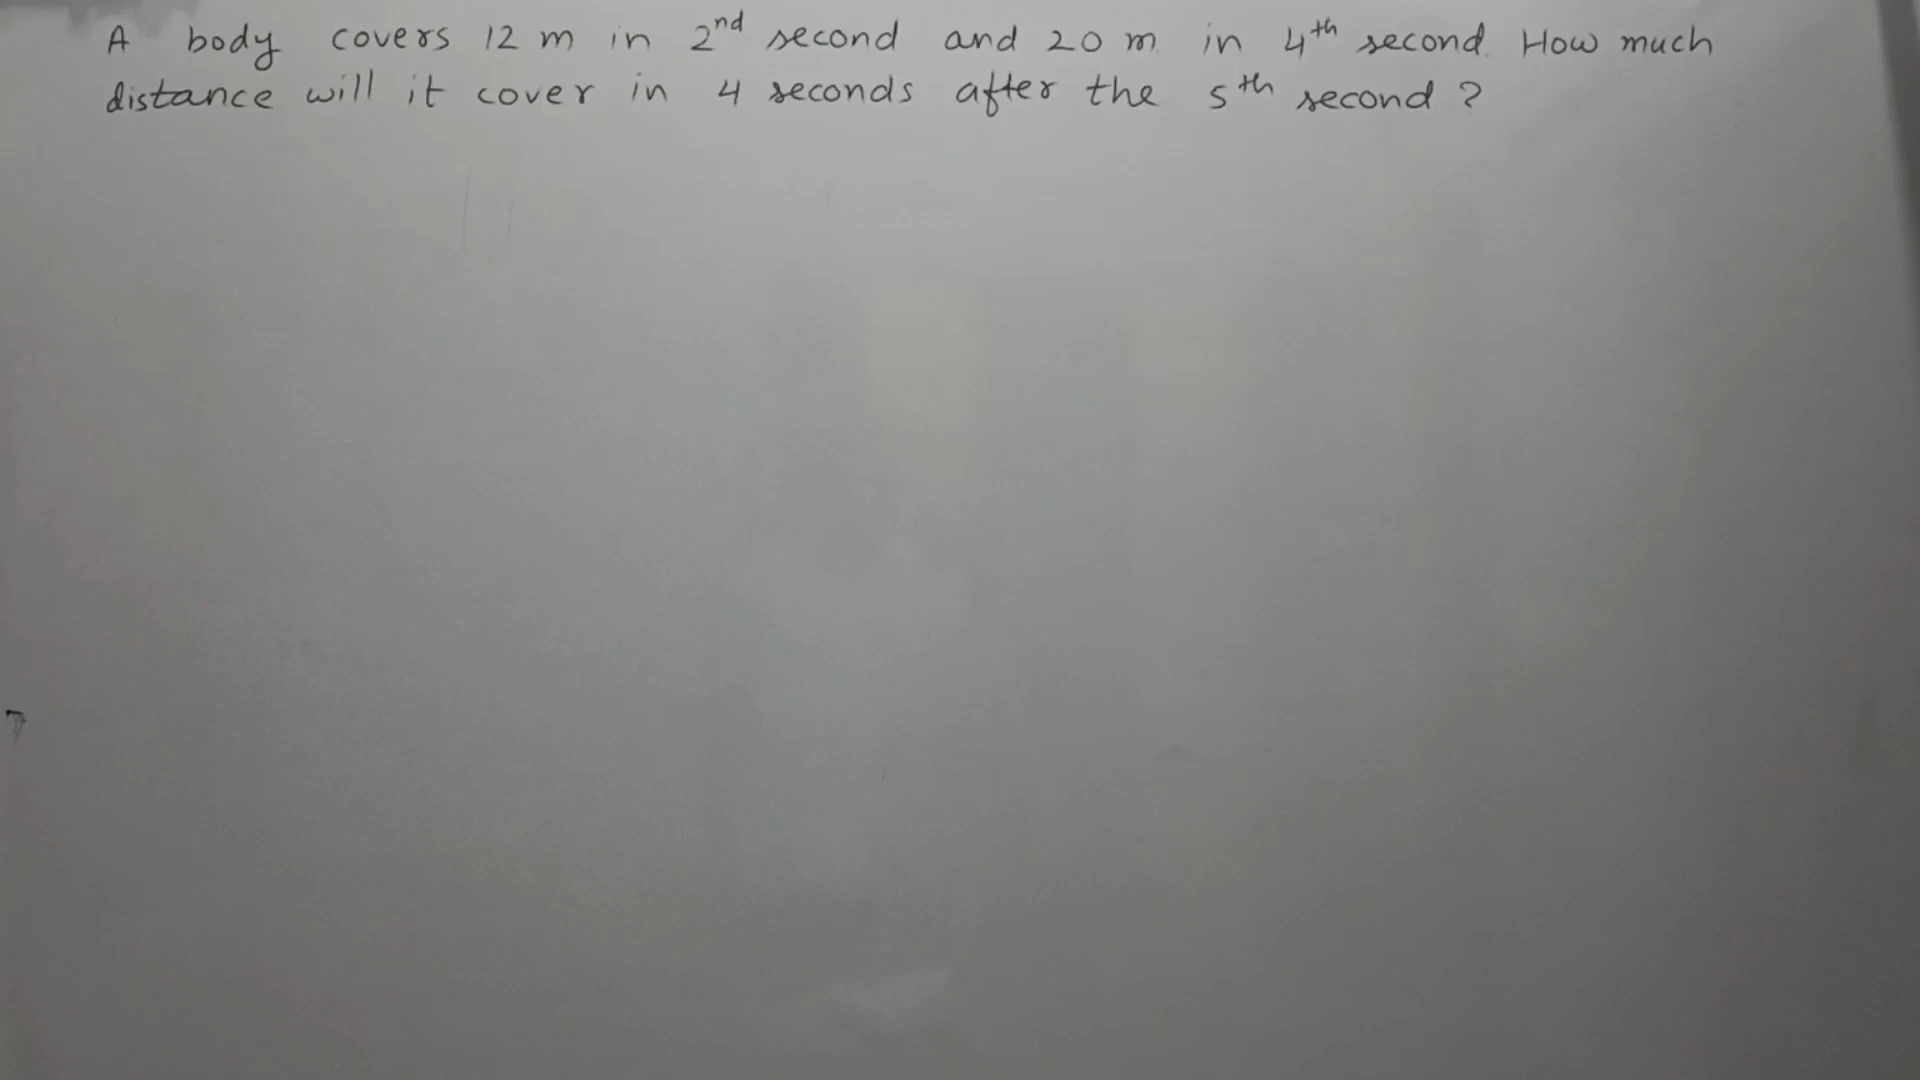 A body covers 12 m in 2nd second and 20 m in 4th second. How much
distance will it cover in 4 seconds after the 5th second ?